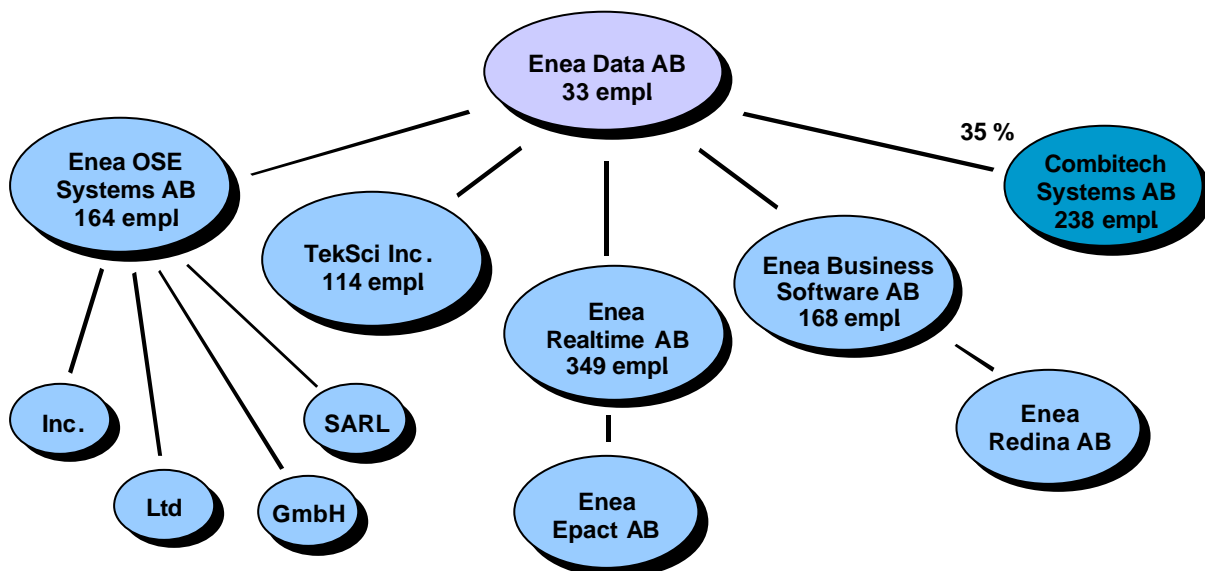 Enea Data AB
33 empl.
35 %
Enea OSE
Systems AB
164 empl.
Combitech
Systems AB
238 empl.
TekSci Inc.
114 empl.
Enea Business
Software AB
168 empl.
Enea
Realtime AB
349 empl.
Inc.
SARL
Enea
Redina AB
Ltd
GmbH
Enea
Epact AB